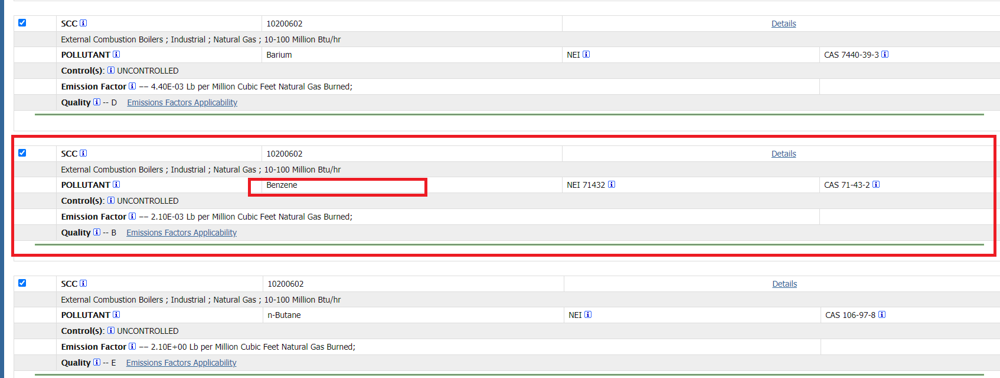 SCC 10200602 Details
External Combustion Boilers ; Industrial ; Natural Gas ; 10-100 Million Btu/hr
POLLUTANT Barium NEI CAS 7440-39-3
Control(s): UNCONTROLLED
Emission Factor –– 4.40E-03 Lb per Million Cubic Feet Natural Gas Burned;
Quality -- D Emissions Factors Applicability
SCC 10200602 Details
External Combustion Boilers ; Industrial ; Natural Gas ; 10-100 Million Btu/hr
POLLUTANT Benzene NEI 71432 CAS 71-43-2
Control(s): UNCONTROLLED
Emission Factor –– 2.10E-03 Lb per Million Cubic Feet Natural Gas Burned;
Quality -- B Emissions Factors Applicability
SCC 10200602 Details
External Combustion Boilers ; Industrial ; Natural Gas ; 10-100 Million Btu/hr
POLLUTANT n-Butane NEI CAS 106-97-8
Control(s): UNCONTROLLED
Emission Factor –– 2.10E+00 Lb per Million Cubic Feet Natural Gas Burned;
Quality -- E Emissions Factors Applicability